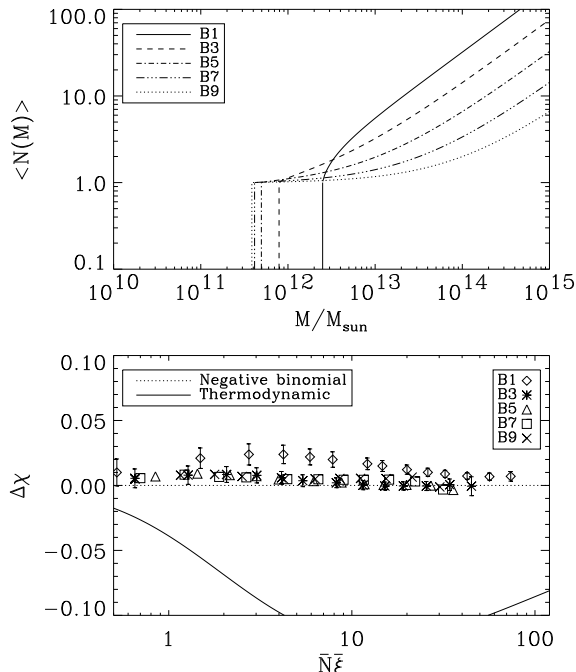 100.0
10.0
1.0
0.1
<N(M)>
B1
B3
B5
B7
B9
10^10 10^11 10^12 10^13 10^14 10^15
M/M_sun
0.10
0.05
0.00
−0.05
−0.10
Δχ
Negative binomial
Thermodynamic
B1
B3
B5
B7
B9
1 10 100
N̄ξ̄